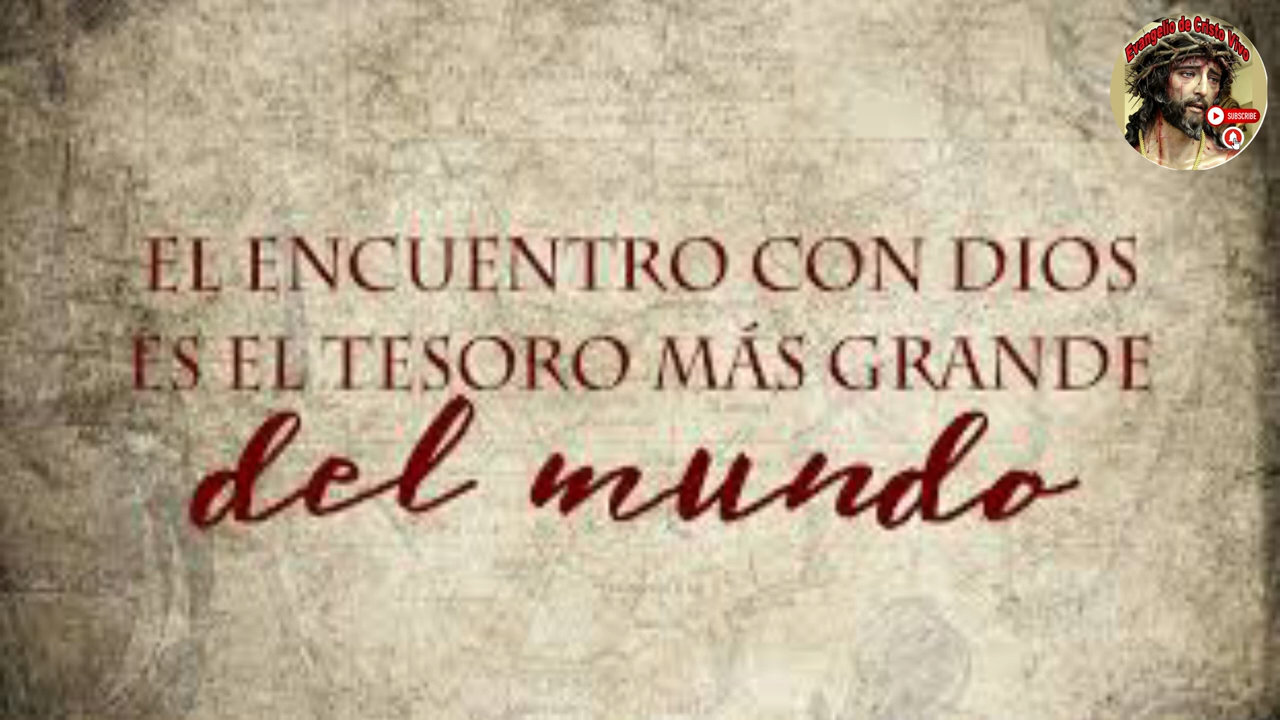 Evangelio de Cristo Vivo
SUBSCRIBE
EL ENCUENTRO CON DIOS
ES EL TESORO MÁS GRANDE
del mundo